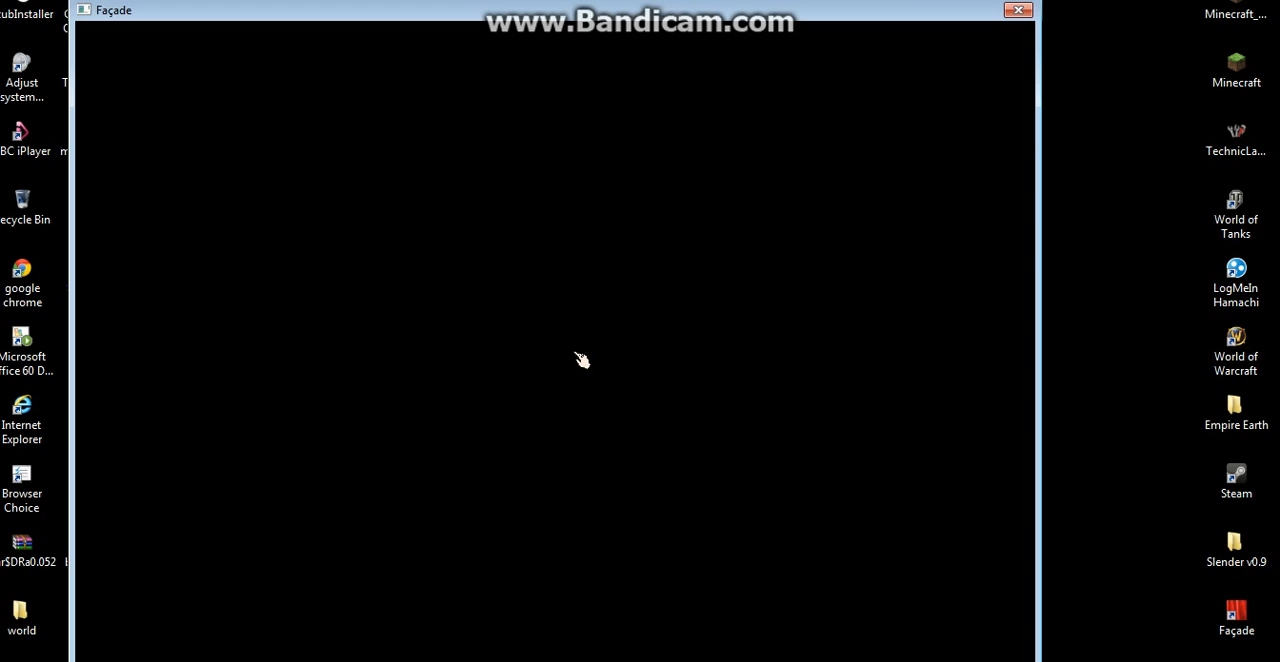 Façade
www.Bandicam.com
ubInstaller
Adjust
system...
BC iPlayer
ecycle Bin
google
chrome
Microsoft
ffice 60 D...
Internet
Explorer
Browser
Choice
r$DRa0.052
world
Minecraft_...
Minecraft
TechnicLa...
World of
Tanks
LogMeIn
Hamachi
World of
Warcraft
Empire Earth
Steam
Slender v0.9
Façade